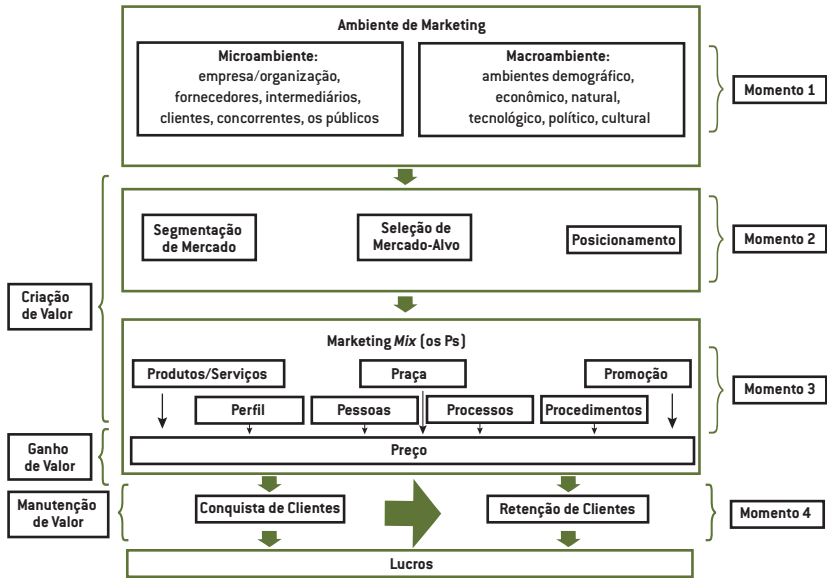 Ambiente de Marketing
Microambiente:
empresa/organização,
fornecedores, intermediários,
clientes, concorrentes, os públicos
Macroambiente:
ambientes demográfico,
econômico, natural,
tecnológico, político, cultural
Momento 1
Segmentação
de Mercado
Seleção de
Mercado-Alvo
Posicionamento
Momento 2
Criação
de Valor
Marketing Mix (os Ps)
Produtos/Serviços
Praça
Promoção
Perfil
Pessoas
Processos
Procedimentos
Momento 3
Preço
Ganho
de Valor
Manutenção
de Valor
Conquista de Clientes
Retenção de Clientes
Momento 4
Lucros